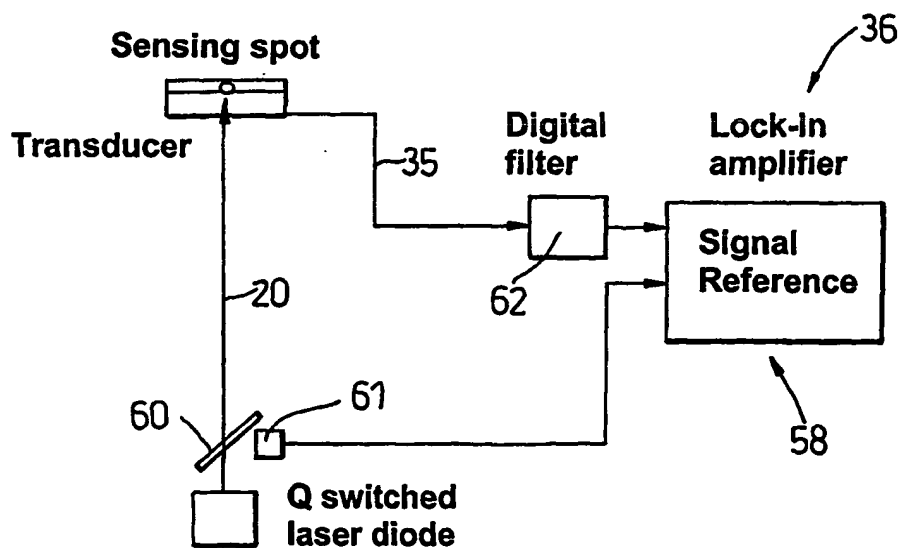 36
Sensing spot
Digital
filter
Lock-in
amplifier
Transducer
35
Signal
Reference
62
20
60
61
58
Q switched
laser diode